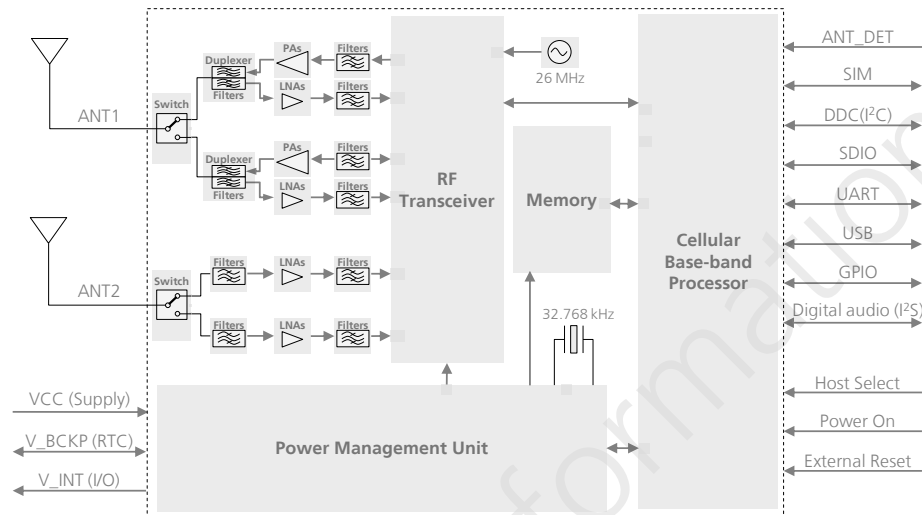 ANT1
Switch
Duplexer
Filters
PAs
Filters
LNAs
Filters
Duplexer
Filters
PAs
LNAs
RF
Transceiver
26 MHz
Memory
32.768 kHz
Cellular
Base-band
Processor
ANT_DET
SIM
DDC(I²C)
SDIO
UART
USB
GPIO
Digital audio (I²S)
Host Select
Power On
External Reset
ANT2
Switch
Filters
LNAs
Filters
Filters
LNAs
Filters
VCC (Supply)
V_BCKP (RTC)
V_INT (I/O)
Power Management Unit
Filters
Filters
formation